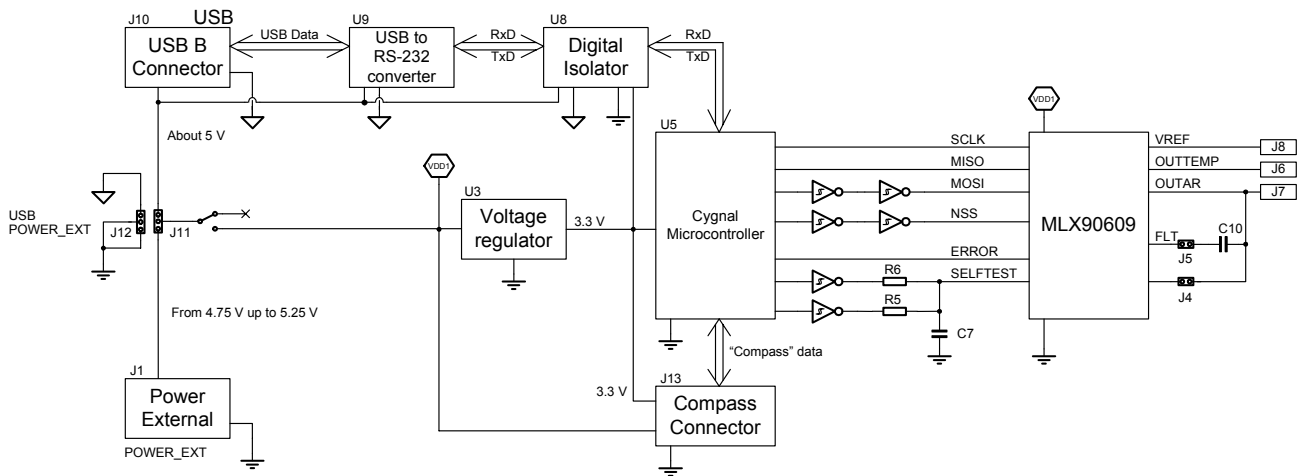 J10
USB
USB B
Connector
USB Data
U9
USB to
RS-232
converter
RxD
TxD
U8
Digital
Isolator
RxD
TxD
About 5 V
USB
POWER_EXT
J12
J11
VDD1
U3
Voltage
regulator
3.3 V
U5
Cygnal
Microcontroller
SCLK
MISO
MOSI
NSS
ERROR
SELFTEST
R6
R5
C7
VDD1
MLX90609
VREF
OUTTEMP
OUTAR
FLT
J5
C10
J4
J8
J6
J7
From 4.75 V up to 5.25 V
J1
Power
External
POWER_EXT
3.3 V
“Compass” data
J13
Compass
Connector